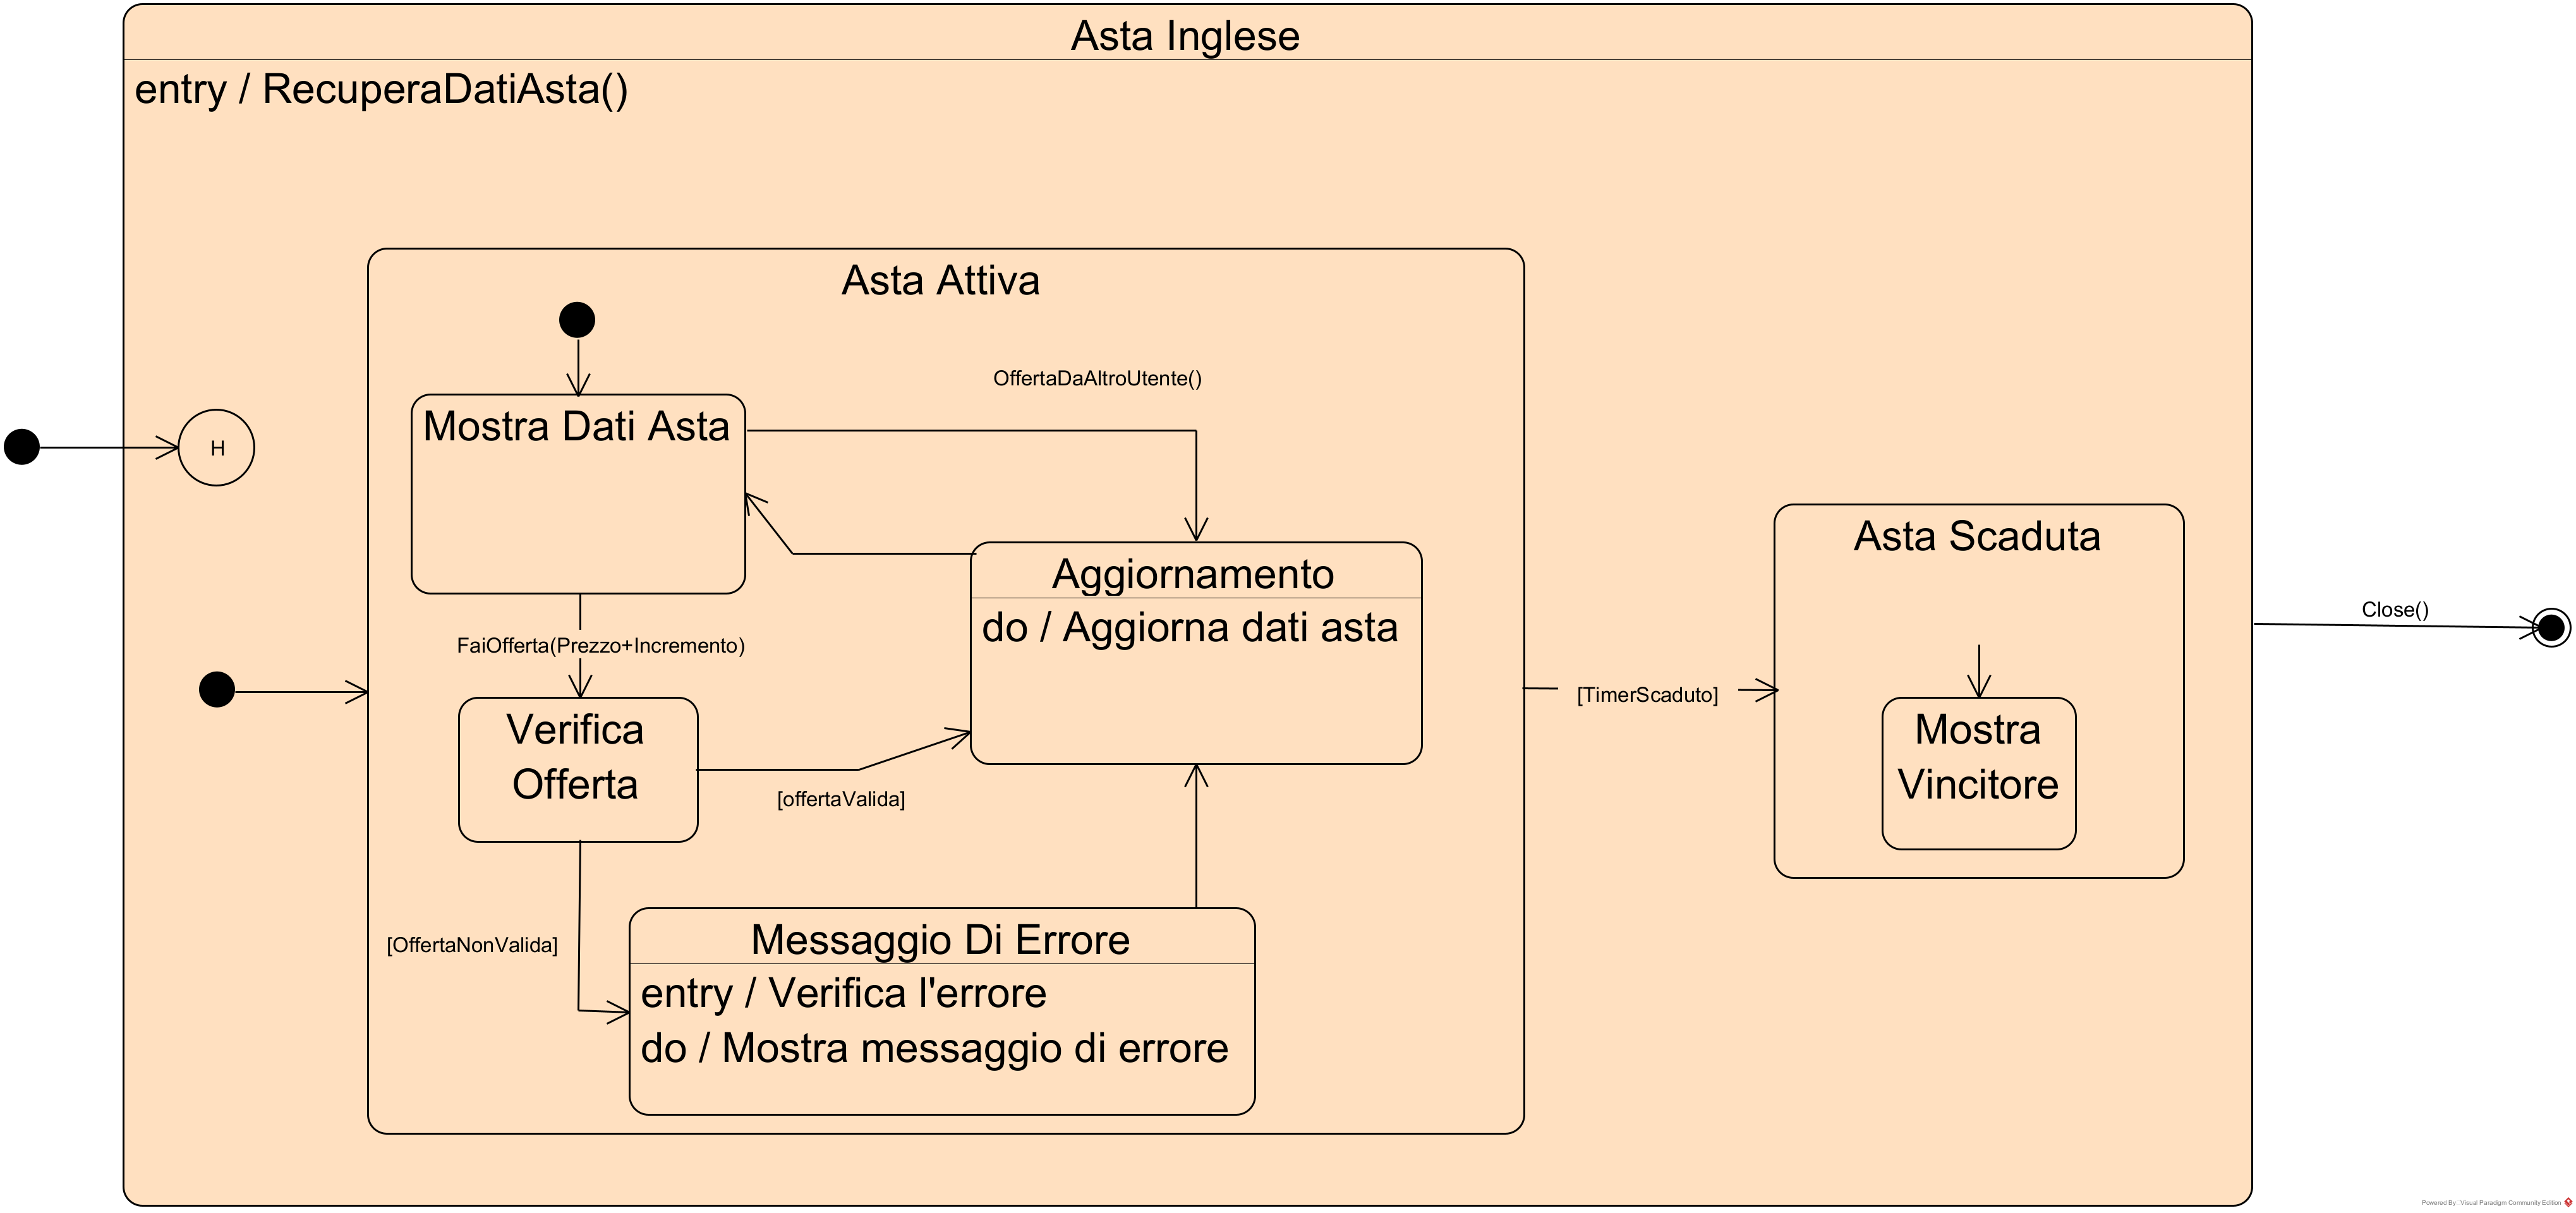 Asta Inglese
entry / RecuperaDatiAsta()
Asta Attiva
OffertaDaAltroUtente()
Mostra Dati Asta
H
Aggiornamento
do / Aggiorna dati asta
FaiOfferta(Prezzo+Incremento)
Verifica
Offerta
[offertaValida]
[OffertaNonValida]
Messaggio Di Errore
entry / Verifica l'errore
do / Mostra messaggio di errore
[TimerScaduto]
Asta Scaduta
Mostra
Vincitore
Close()
Powered By : Visual Paradigm Community Edition